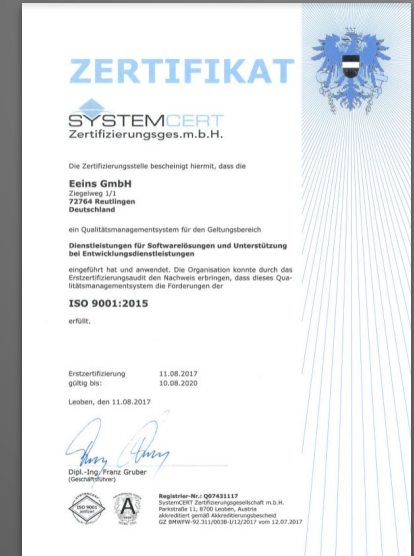 ZERTIFIKAT
SYSTEMCERT
Zertifizierungsges.m.b.H.
Die Zertifizierungsstelle bescheinigt hiermit, dass die
Eeins GmbH
Ziegelweg 1/1
72764 Reutlingen
Deutschland
ein Qualitätsmanagementsystem für den Geltungsbereich
Dienstleistungen für Softwarelösungen und Unterstützung
bei Entwicklungsdienstleistungen
eingeführt hat und anwendet. Die Organisation konnte durch das
Erstzertifizierungsaudit den Nachweis erbringen, dass dieses Qua-
litätsmanagementsystem die Forderungen der
ISO 9001:2015
erfüllt.
Erstzertifizierung 11.08.2017
gültig bis: 10.08.2020
Leoben, den 11.08.2017
Dipl.-Ing. Franz Gruber
(Geschäftsführer)
ISO 9001
A
Registrier-Nr.: Q07431117
SystemCERT Zertifizierungsgesellschaft m.b.H.
Parkstraße 11, 8700 Leoben, Austria
akkreditiert gemäß Akkreditierungsbescheid
GZ BMWFW-92.311/0038-I/12/2017 vom 12.07.2017